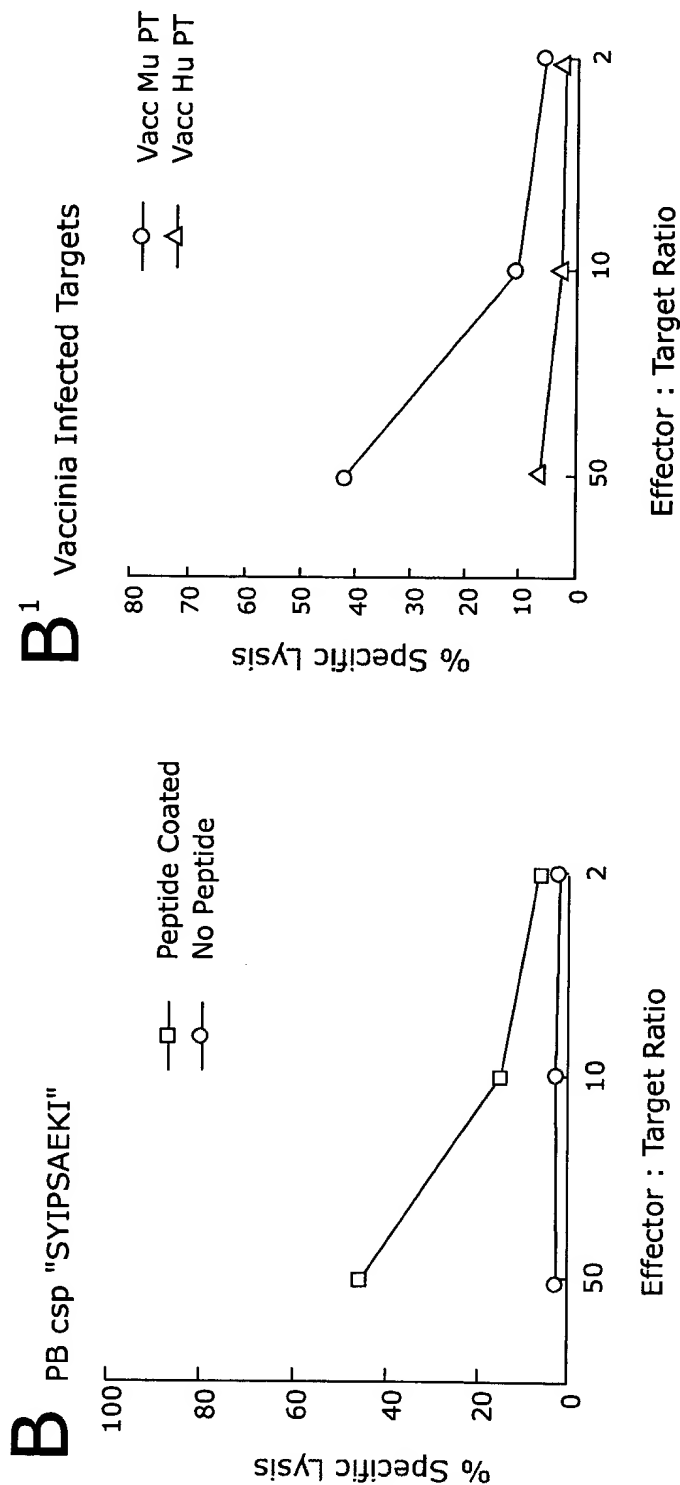 B
PB csp "SYIPSAEKI"
Peptide Coated
No Peptide
100
80
60
40
20
0
% Specific Lysis
50
10
2
Effector : Target Ratio
B1
Vaccinia Infected Targets
Vacc Mu PT
Vacc Hu PT
80
70
60
50
40
30
20
10
0
% Specific Lysis
50
10
2
Effector : Target Ratio